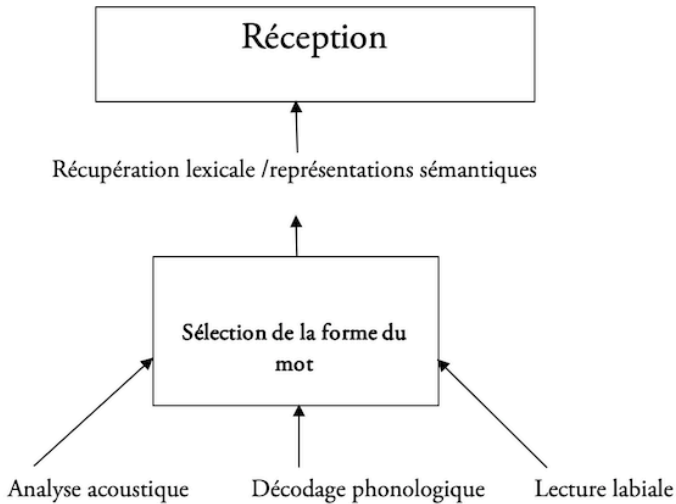 Réception
Récupération lexicale /représentations sémantiques
Sélection de la forme du
mot
Analyse acoustique
Décodage phonologique
Lecture labiale